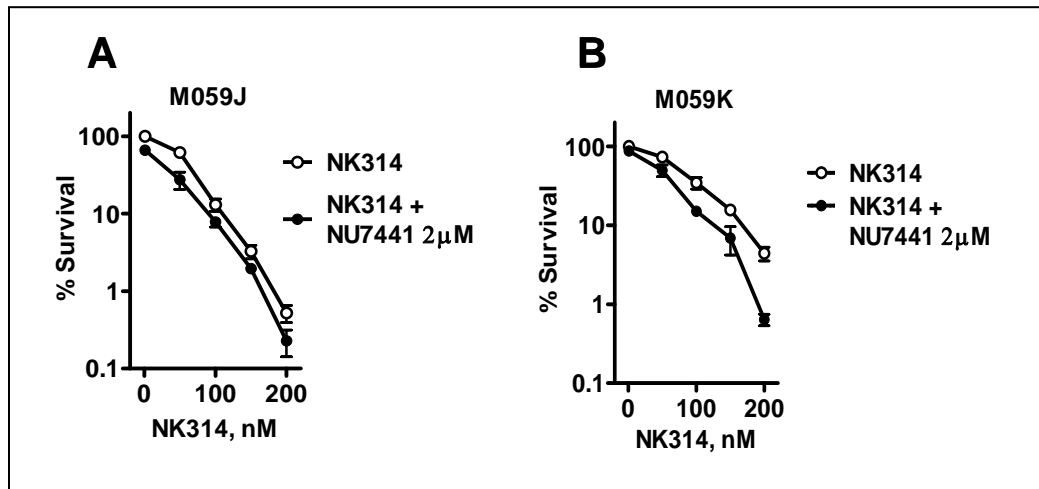 A
M059J
% Survival
100
10
1
0.1
0 100 200
NK314, nM
NK314
NK314 +
NU7441 2μM
B
M059K
% Survival
100
10
1
0.1
0 100 200
NK314, nM
NK314
NK314 +
NU7441 2μM